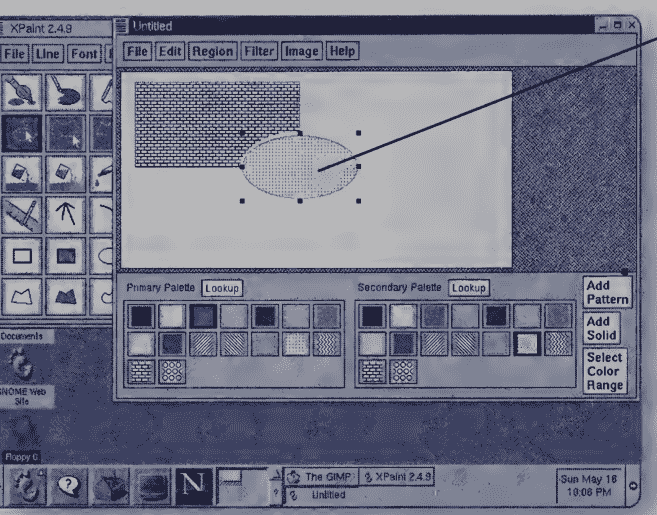 XPaint 2.4.9
Untitled
File Line Font
File Edit Region Filter Image Help
Primary Palette Lookup
Secondary Palette Lookup
Add
Pattern
Add
Solid
Select
Color
Range
Documents
GNOME Web
Site
Floppy
N
The GIMP
XPaint 2.4.9
Untitled
Sun May 16
10:06 PM